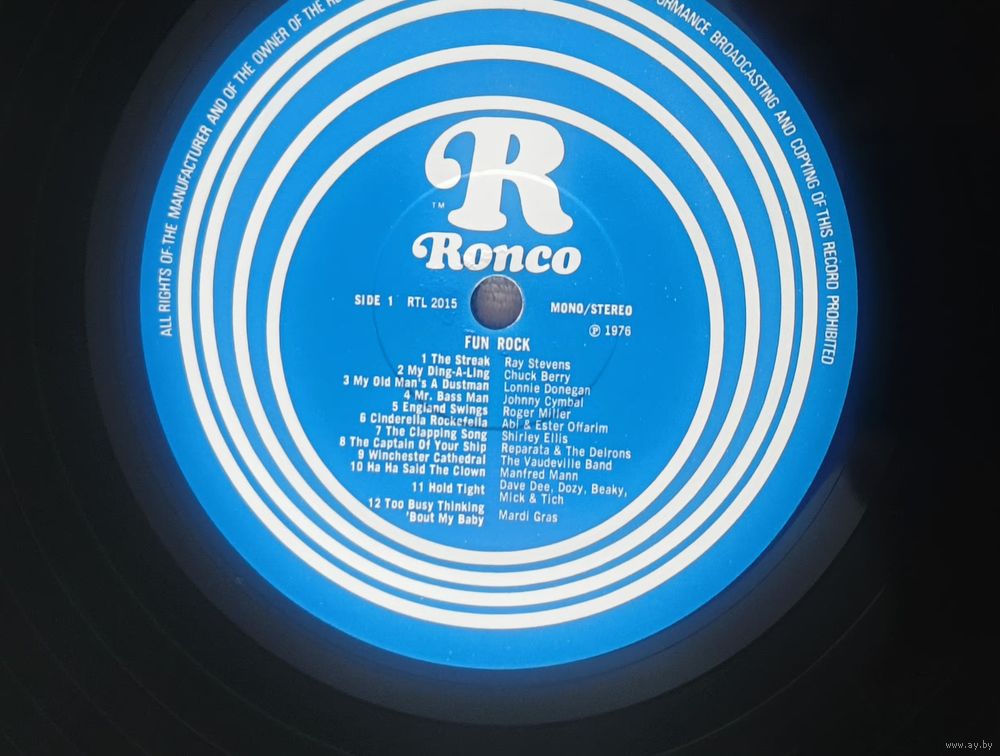 ALL RIGHTS OF THE MANUFACTURER AND OF THE OWNER OF THE
BROADCASTING AND COPYING OF THIS RECORD PROHIBITED
R
TM
Ronco
SIDE 1 RTL 2015 MONO/STEREO
℗ 1976
FUN ROCK
1 The Streak Ray Stevens
2 My Ding-A-Ling Chuck Berry
3 My Old Man's A Dustman Lonnie Donegan
4 Mr. Bass Man Johnny Cymbal
5 England Swings Roger Miller
6 Cinderella Rockefella Abi & Ester Offarim
7 The Clapping Song Shirley Ellis
8 The Captain Of Your Ship Reparata & The Delrons
9 Winchester Cathedral The Vaudeville Band
10 Ha Ha Said The Clown Manfred Mann
11 Hold Tight Dave Dee, Dozy, Beaky,
Mick & Tich
12 Too Busy Thinking
'Bout My Baby Mardi Gras
www.ay.by